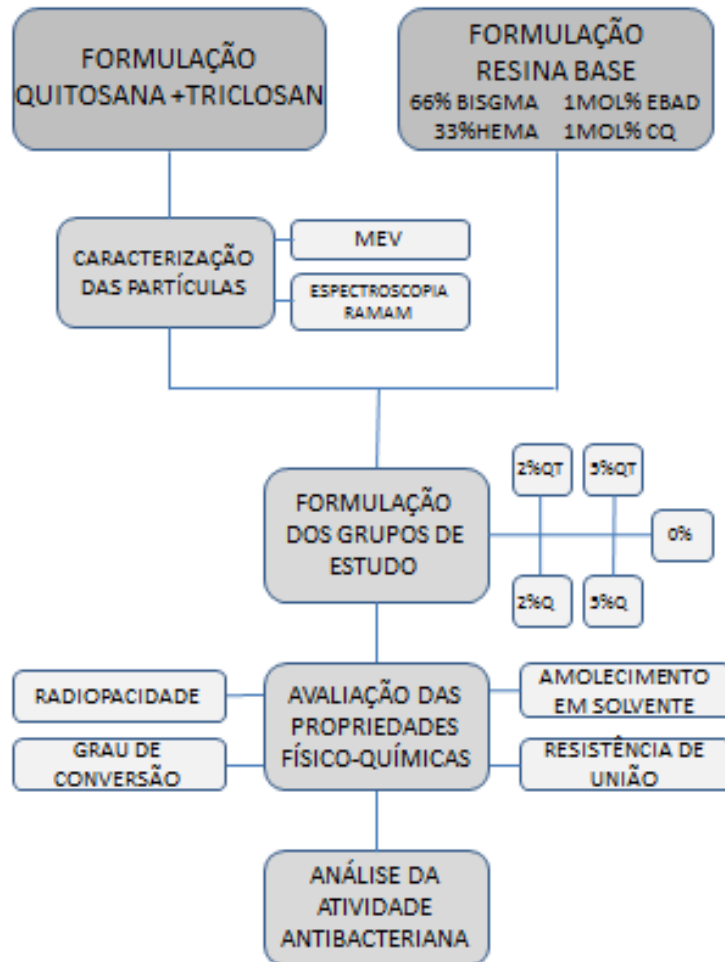 FORMULAÇÃO
QUITOSANA +TRICLOSAN
FORMULAÇÃO
RESINA BASE
66% BISGMA 1MOL% EBAD
33%HEMA 1MOL% CQ
CARACTERIZAÇÃO
DAS PARTÍCULAS
MEV
ESPECTROSCOPIA
RAMAM
FORMULAÇÃO
DOS GRUPOS DE
ESTUDO
2%QT
5%QT
0%
2%Q
5%Q
AVALIAÇÃO DAS
PROPRIEDADES
FÍSICO-QUÍMICAS
RADIOPACIDADE
GRAU DE
CONVERSÃO
AMOLECIMENTO
EM SOLVENTE
RESISTÊNCIA DE
UNIÃO
ANÁLISE DA
ATIVIDADE
ANTIBACTERIANA